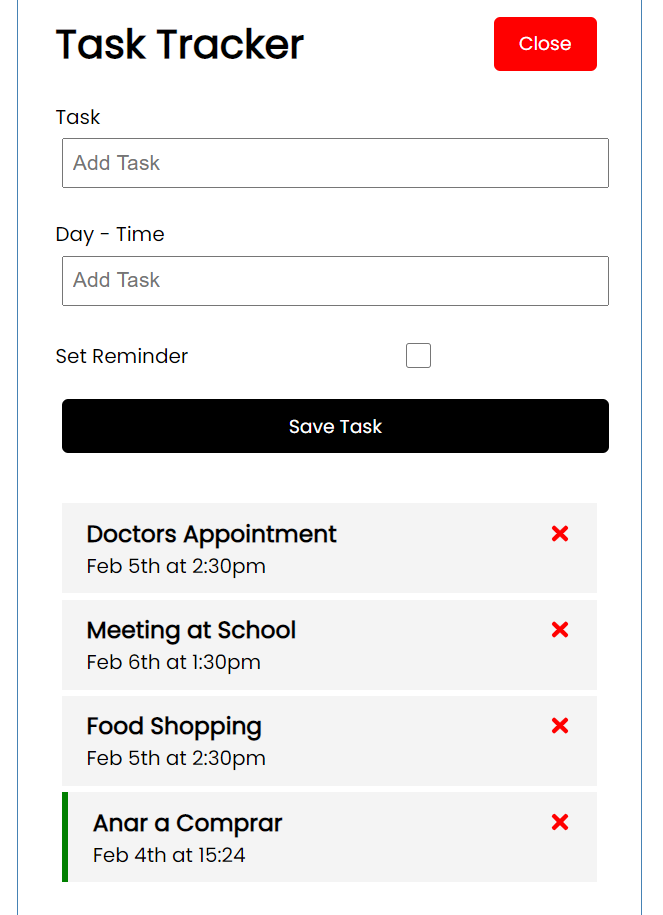 Task Tracker
Close
Task
Add Task
Day - Time
Add Task
Set Reminder
Save Task
Doctors Appointment
Feb 5th at 2:30pm
Meeting at School
Feb 6th at 1:30pm
Food Shopping
Feb 5th at 2:30pm
Anar a Comprar
Feb 4th at 15:24